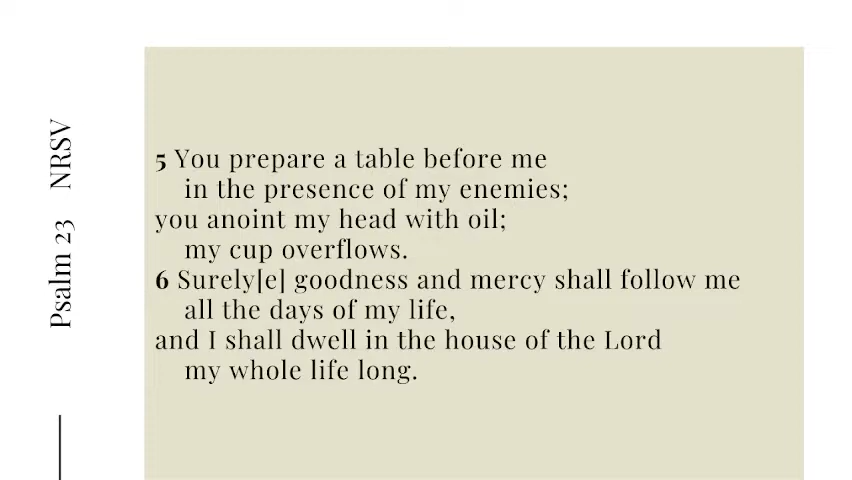 Psalm 23 NRSV
5 You prepare a table before me
in the presence of my enemies;
you anoint my head with oil;
my cup overflows.
6 Surely[e] goodness and mercy shall follow me
all the days of my life,
and I shall dwell in the house of the Lord
my whole life long.